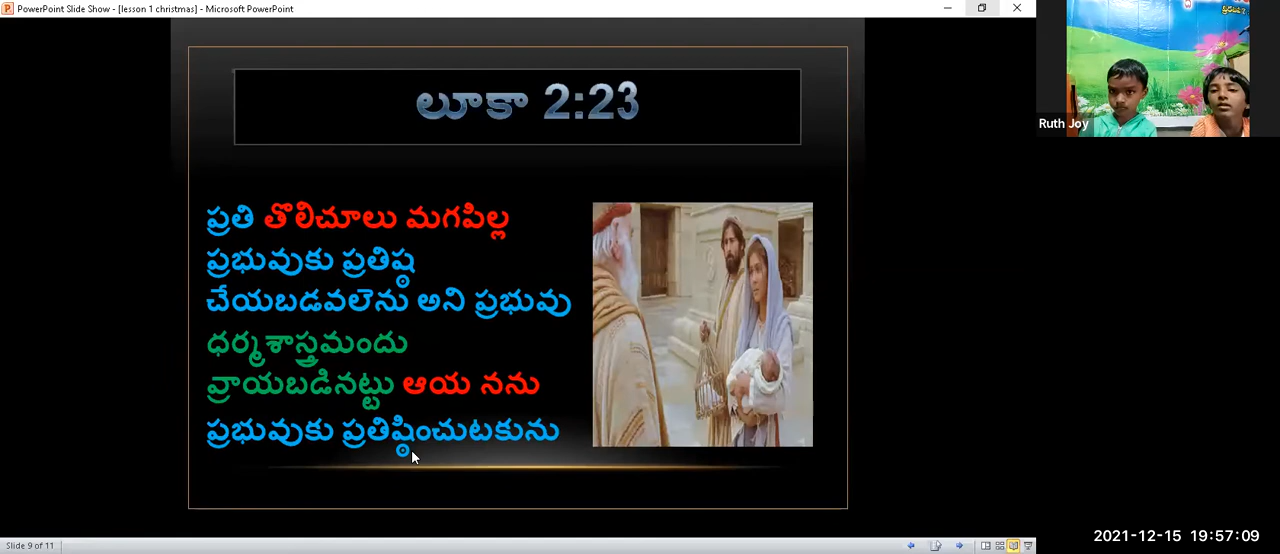 PowerPoint Slide Show - [lesson 1 christmas] - Microsoft PowerPoint
లూకా 2:23
ప్రతి తొలిచూలు మగపిల్ల
ప్రభువుకు ప్రతిష్ఠ
చేయబడవలెను అని ప్రభువు
ధర్మశాస్త్రమందు
వ్రాయబడినట్టు ఆయ నను
ప్రభువుకు ప్రతిష్ఠించుటకును
Ruth Joy
Slide 9 of 11
2021-12-15 19:57:09